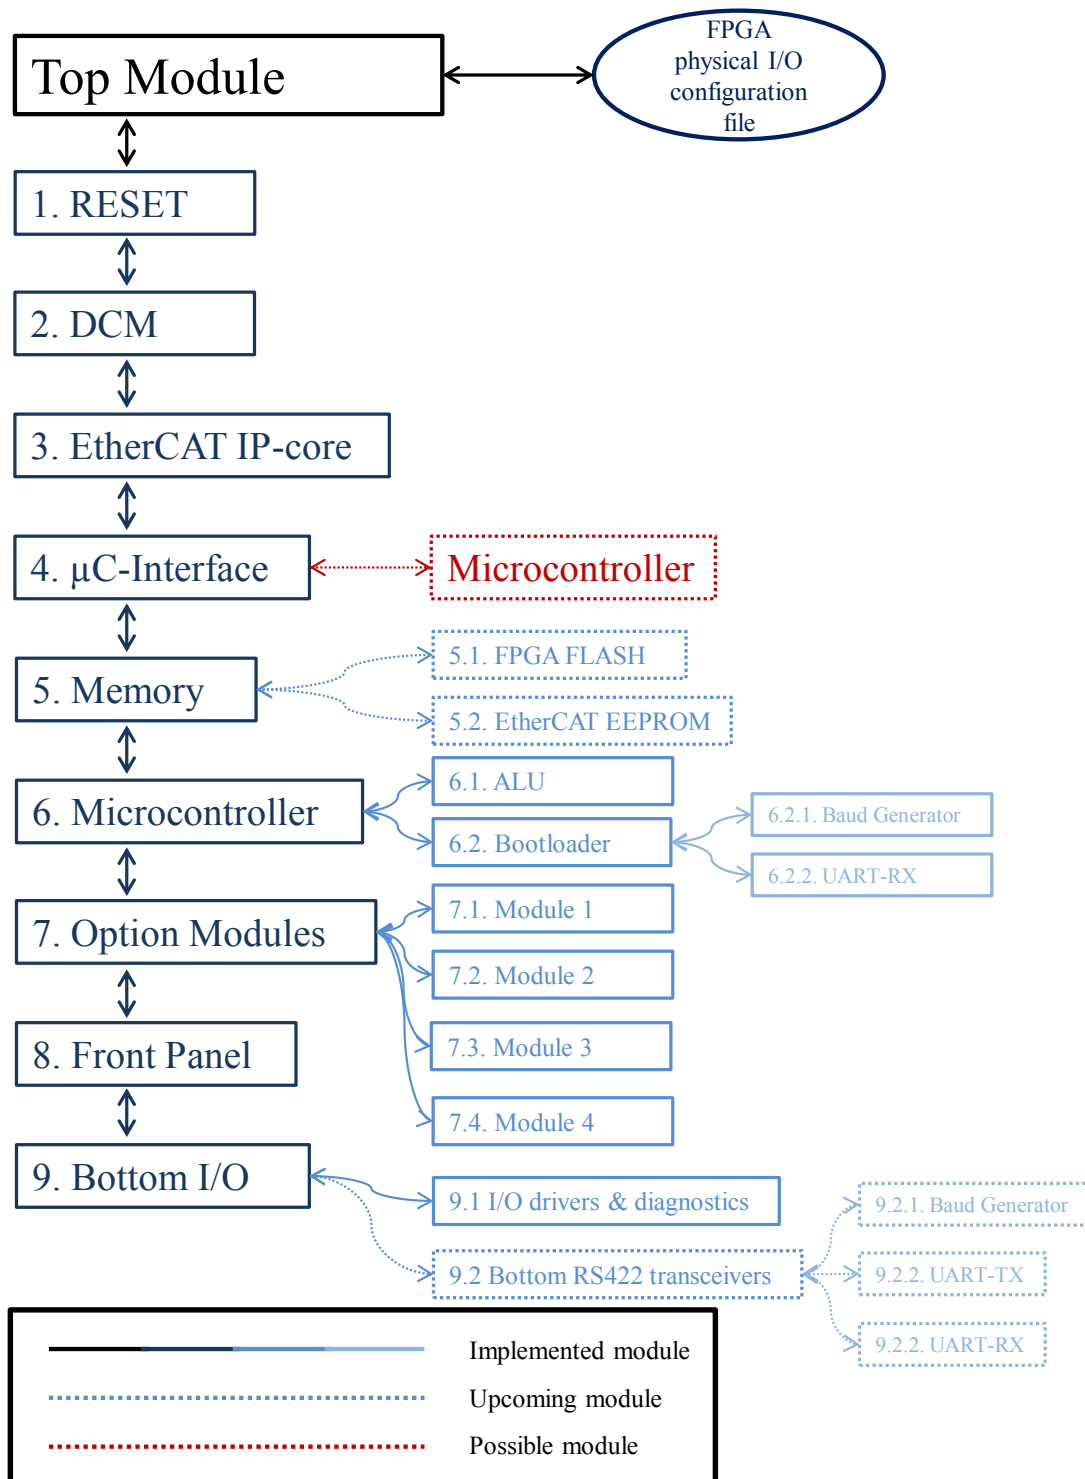 Top Module
FPGA
physical I/O
configuration
file
1. RESET
2. DCM
3. EtherCAT IP-core
4. µC-Interface
Microcontroller
5. Memory
5.1. FPGA FLASH
5.2. EtherCAT EEPROM
6. Microcontroller
6.1. ALU
6.2. Bootloader
6.2.1. Baud Generator
6.2.2. UART-RX
7. Option Modules
7.1. Module 1
7.2. Module 2
7.3. Module 3
7.4. Module 4
8. Front Panel
9. Bottom I/O
9.1 I/O drivers & diagnostics
9.2 Bottom RS422 transceivers
9.2.1. Baud Generator
9.2.2. UART-TX
9.2.2. UART-RX
Implemented module
Upcoming module
Possible module